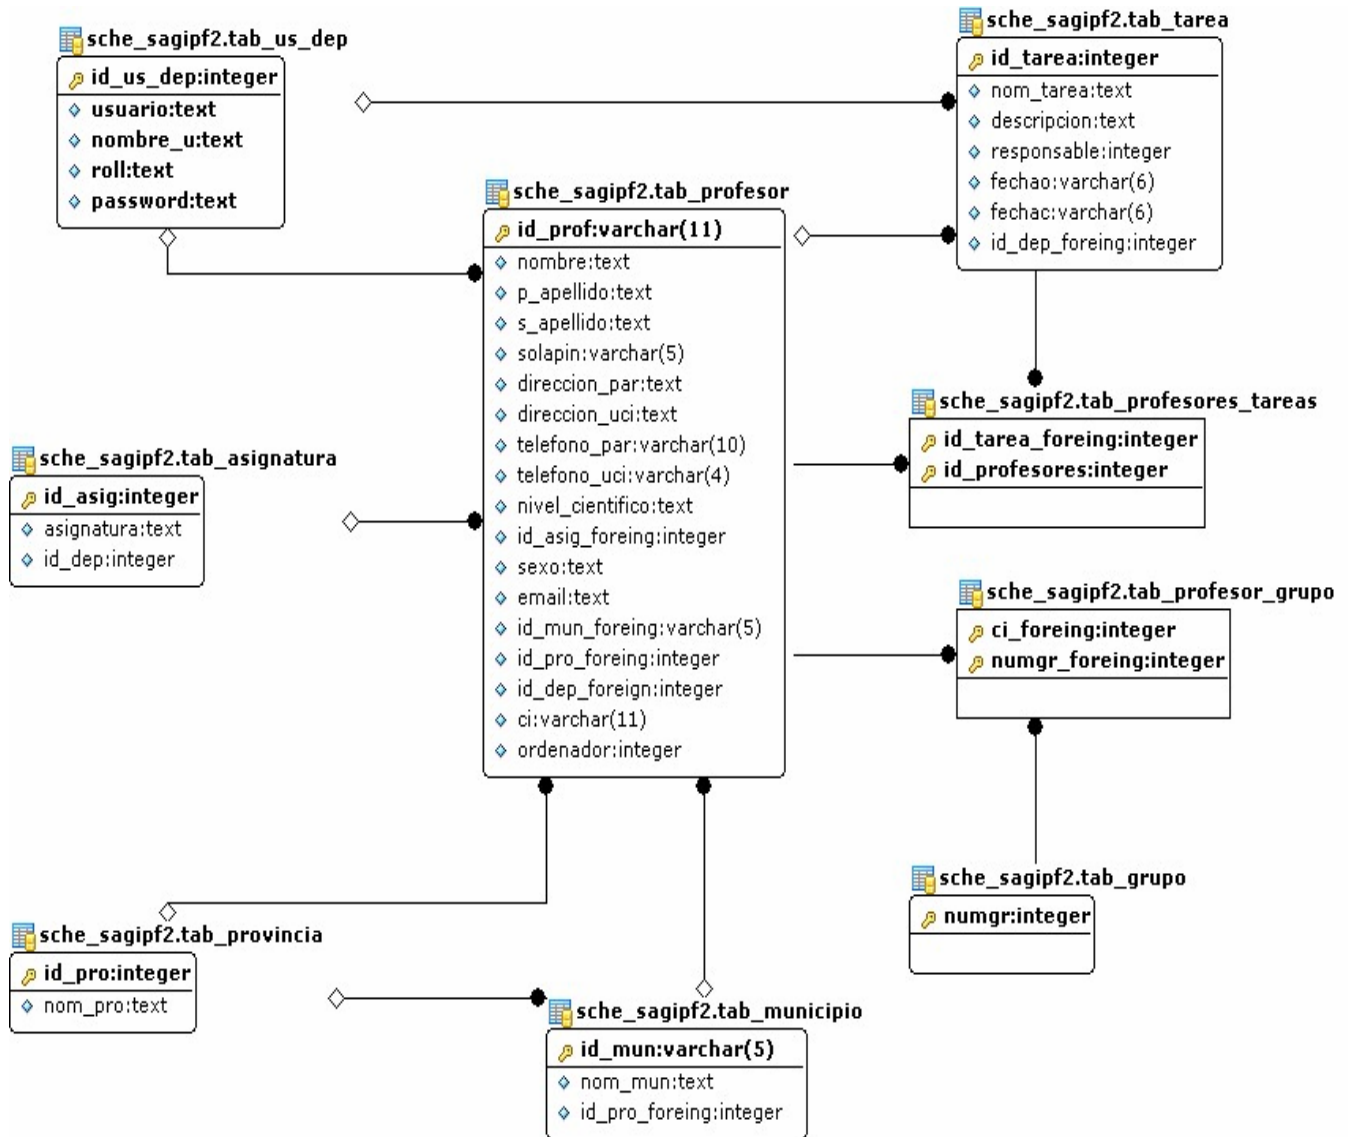 sche_sagipf2.tab_us_dep
id_us_dep:integer
usuario:text
nombre_u:text
roll:text
password:text
sche_sagipf2.tab_tarea
id_tarea:integer
nom_tarea:text
descripcion:text
responsable:integer
fechao:varchar(6)
fechac:varchar(6)
id_dep_foreing:integer
sche_sagipf2.tab_profesor
id_prof:varchar(11)
nombre:text
p_apellido:text
s_apellido:text
solapin:varchar(5)
direccion_par:text
direccion_uci:text
telefono_par:varchar(10)
telefono_uci:varchar(4)
nivel_cientifico:text
id_asig_foreing:integer
sexo:text
email:text
id_mun_foreing:varchar(5)
id_pro_foreing:integer
id_dep_foreign:integer
ci:varchar(11)
ordenador:integer
sche_sagipf2.tab_profesores_tareas
id_tarea_foreing:integer
id_profesores:integer
sche_sagipf2.tab_asignatura
id_asig:integer
asignatura:text
id_dep:integer
sche_sagipf2.tab_profesor_grupo
ci_foreing:integer
numgr_foreing:integer
sche_sagipf2.tab_grupo
numgr:integer
sche_sagipf2.tab_provincia
id_pro:integer
nom_pro:text
sche_sagipf2.tab_municipio
id_mun:varchar(5)
nom_mun:text
id_pro_foreing:integer